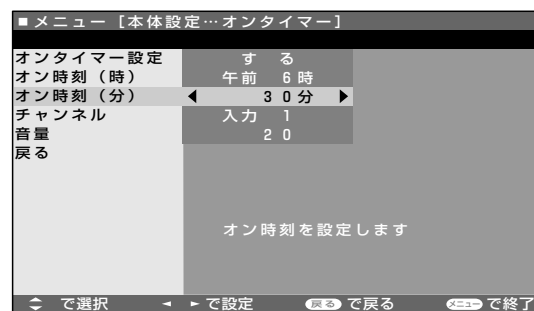 ■メニュー [本体設定…オンタイマー]
オンタイマー設定 する
オン時刻(時) 午前 6時
オン時刻(分) ◀ 30分 ▶
チャンネル 入力 1
音量 20
戻る
オン時刻を設定します
で選択 ◀ ▶で設定 戻る で戻る メニュー で終了